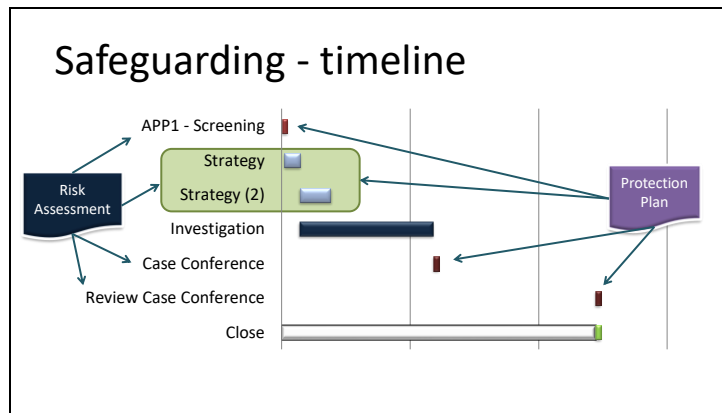 Safeguarding - timeline
APP1 - Screening
Strategy
Strategy (2)
Investigation
Case Conference
Review Case Conference
Close
Risk
Assessment
Protection
Plan